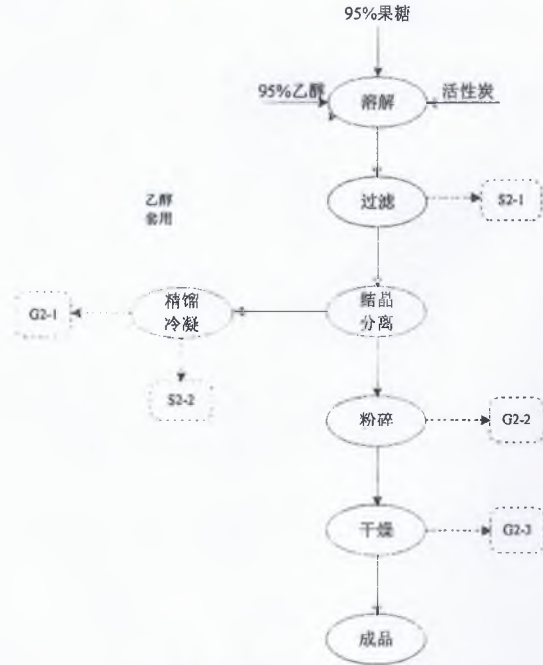 95%果糖
95%乙醇
溶解
活性炭
过滤
S2-1
乙醇
套用
结晶
分离
精馏
冷凝
G2-1
S2-2
粉碎
G2-2
干燥
G2-3
成品